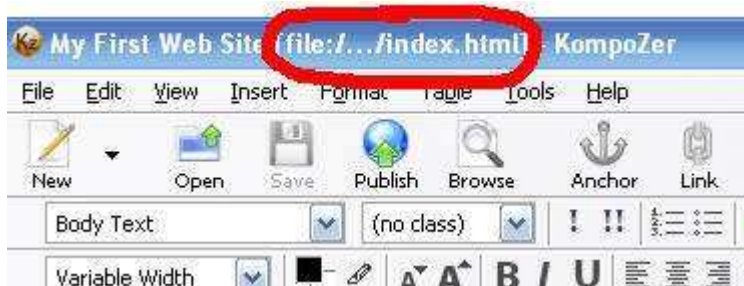 Kz My First Web Site [file:/.../index.html] - KompoZer
File Edit View Insert Format Table Tools Help
New Open Save Publish Browse Anchor Link
Body Text (no class) ! !!
Variable Width A A B I U